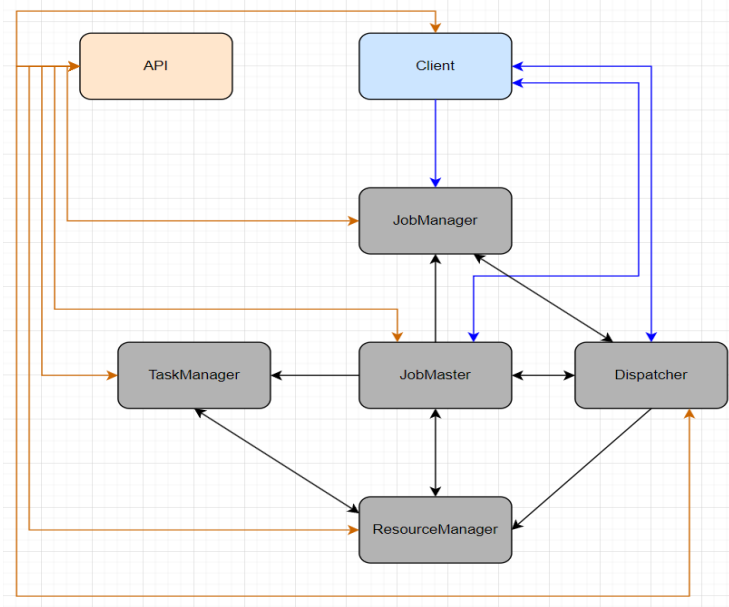 API
Client
JobManager
TaskManager
JobMaster
Dispatcher
ResourceManager